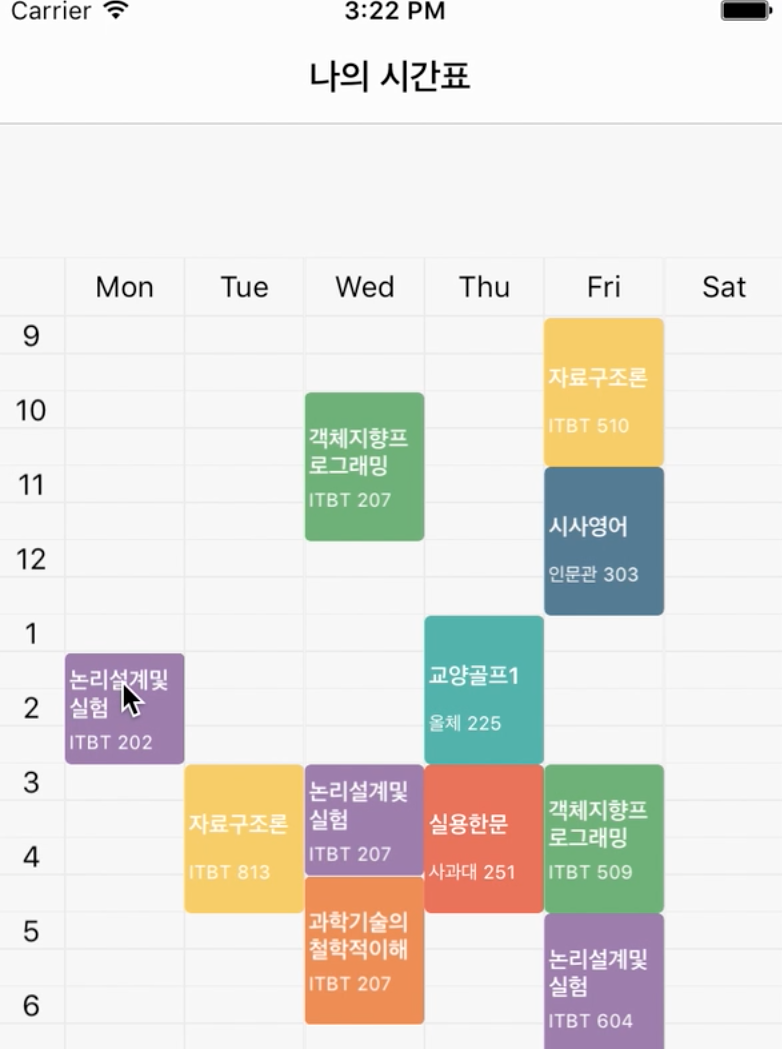 Carrier 3:22 PM
나의 시간표
Mon Tue Wed Thu Fri Sat
9
자료구조론
ITBT 510
10
객체지향프
로그래밍
ITBT 207
11
시사영어
인문관 303
12
1
교양골프1
올체 225
논리설계및
실험
ITBT 202
2
3
자료구조론
ITBT 813
논리설계및
실험
ITBT 207
실용한문
사과대 251
객체지향프
로그래밍
ITBT 509
4
과학기술의
철학적이해
ITBT 207
5
논리설계및
실험
ITBT 604
6